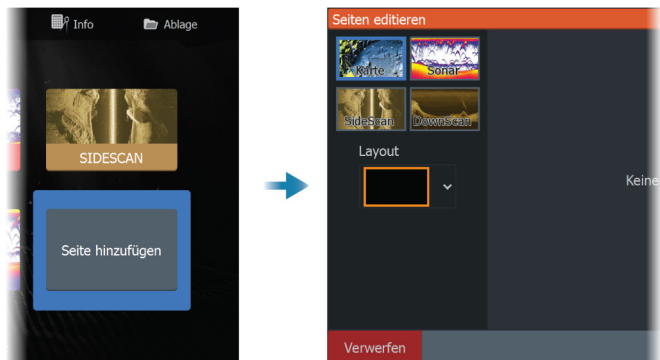 Info
Ablage
SIDESCAN
Seite hinzufügen
Seiten editieren
Karte
Sonar
SideScan
DownScan
Layout
Keine
Verwerfen